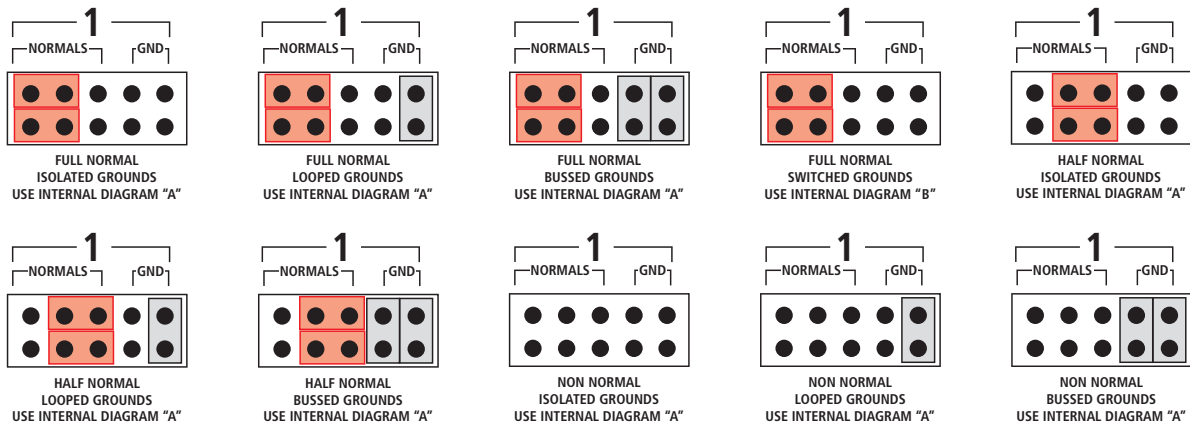 1
NORMALS GND
FULL NORMAL
ISOLATED GROUNDS
USE INTERNAL DIAGRAM "A"
1
NORMALS GND
FULL NORMAL
LOOPED GROUNDS
USE INTERNAL DIAGRAM "A"
1
NORMALS GND
FULL NORMAL
BUSSED GROUNDS
USE INTERNAL DIAGRAM "A"
1
NORMALS GND
FULL NORMAL
SWITCHED GROUNDS
USE INTERNAL DIAGRAM "B"
1
NORMALS GND
HALF NORMAL
ISOLATED GROUNDS
USE INTERNAL DIAGRAM "A"
1
NORMALS GND
HALF NORMAL
LOOPED GROUNDS
USE INTERNAL DIAGRAM "A"
1
NORMALS GND
HALF NORMAL
BUSSED GROUNDS
USE INTERNAL DIAGRAM "A"
1
NORMALS GND
NON NORMAL
ISOLATED GROUNDS
USE INTERNAL DIAGRAM "A"
1
NORMALS GND
NON NORMAL
LOOPED GROUNDS
USE INTERNAL DIAGRAM "A"
1
NORMALS GND
NON NORMAL
BUSSED GROUNDS
USE INTERNAL DIAGRAM "A"